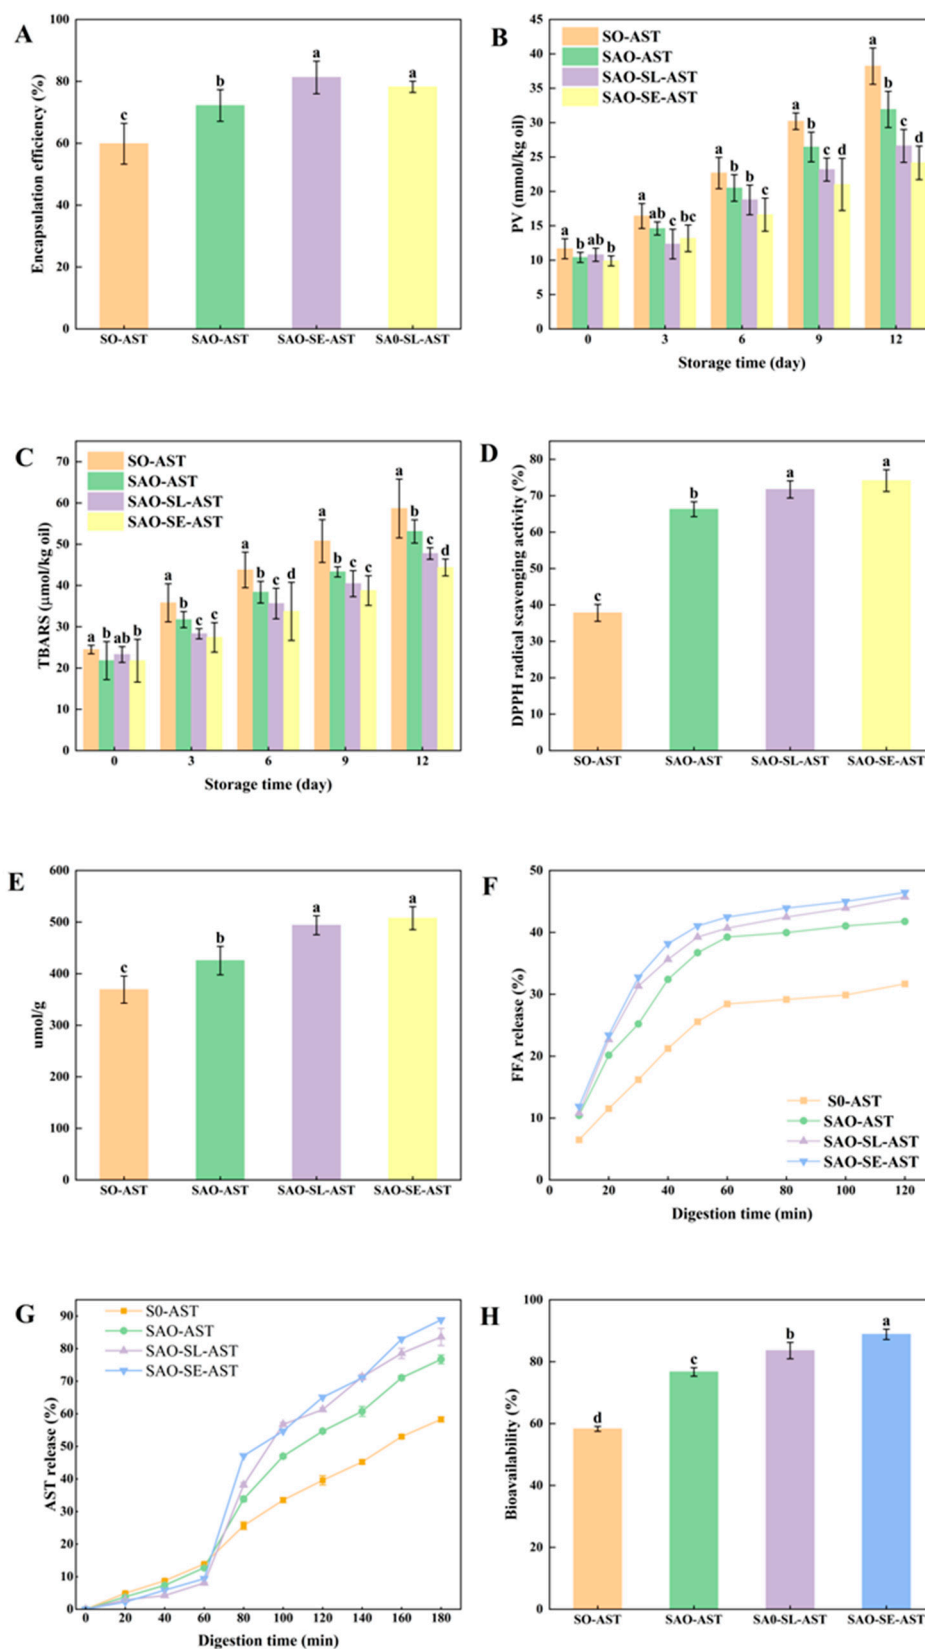 A
Encapsulation efficiency (%)
100
80
60
40
20
0
c
b
a
a
SO-AST
SAO-AST
SAO-SE-AST
SA0-SL-AST
B
PV (mmol/kg oil)
45
40
35
30
25
20
15
10
5
0
SO-AST
SAO-AST
SAO-SL-AST
SAO-SE-AST
a b ab b
a ab c bc
a b b c
a b c d
a b c d
0 3 6 9 12
Storage time (day)
C
TBARS (μmol/kg oil)
70
60
50
40
30
20
10
0
SO-AST
SAO-AST
SAO-SL-AST
SAO-SE-AST
a b ab b
a b c c
a b c d
a b c c
a b c d
0 3 6 9 12
Storage time (day)
D
DPPH radical scavenging activity (%)
80
70
60
50
40
30
20
10
0
c
b
a
a
SO-AST
SAO-AST
SAO-SL-AST
SAO-SE-AST
E
umol/g
600
500
400
300
200
100
0
c
b
a
a
SO-AST
SAO-AST
SAO-SL-AST
SAO-SE-AST
F
FFA release (%)
50
40
30
20
10
0
S0-AST
SAO-AST
SAO-SL-AST
SAO-SE-AST
20 40 60 80 100 120
Digestion time (min)
G
AST release (%)
90
80
70
60
50
40
30
20
10
0
S0-AST
SAO-AST
SAO-SL-AST
SAO-SE-AST
0 20 40 60 80 100 120 140 160 180
Digestion time (min)
H
Bioavailability (%)
100
80
60
40
20
0
d
c
b
a
SO-AST
SAO-AST
SA0-SL-AST
SAO-SE-AST